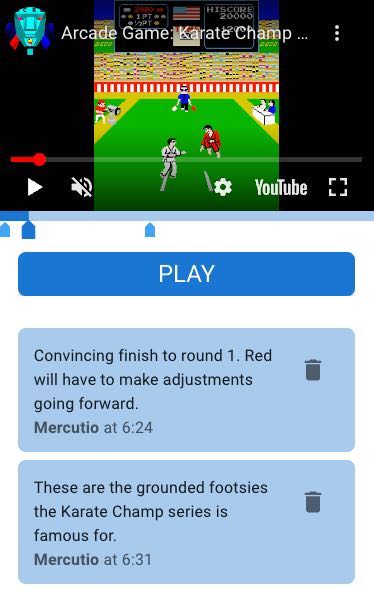 Arcade Game: Karate Champ ...
2ND
HISCORE
1PT
20000
½PT
YouTube
PLAY
Convincing finish to round 1. Red
will have to make adjustments
going forward.
Mercutio at 6:24
These are the grounded footsies
the Karate Champ series is
famous for.
Mercutio at 6:31